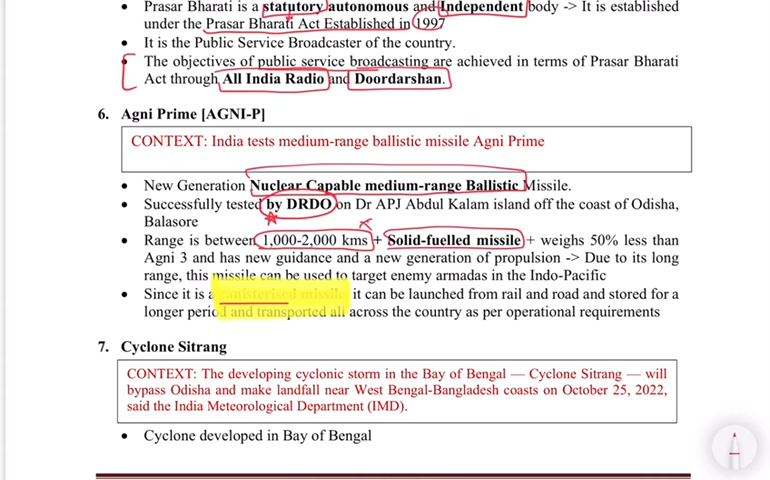 • Prasar Bharati is a statutory autonomous and Independent body -> It is established
under the Prasar Bharati Act Established in 1997
• It is the Public Service Broadcaster of the country.
• The objectives of public service broadcasting are achieved in terms of Prasar Bharati
Act through All India Radio and Doordarshan.
6. Agni Prime [AGNI-P]
CONTEXT: India tests medium-range ballistic missile Agni Prime
• New Generation Nuclear Capable medium-range Ballistic Missile.
• Successfully tested by DRDO on Dr APJ Abdul Kalam island off the coast of Odisha,
Balasore
• Range is between 1,000-2,000 kms + Solid-fuelled missile + weighs 50% less than
Agni 3 and has new guidance and a new generation of propulsion -> Due to its long
range, this missile can be used to target enemy armadas in the Indo-Pacific
• Since it is a canisterised missile, it can be launched from rail and road and stored for a
longer period and transported all across the country as per operational requirements
7. Cyclone Sitrang
CONTEXT: The developing cyclonic storm in the Bay of Bengal — Cyclone Sitrang — will
bypass Odisha and make landfall near West Bengal-Bangladesh coasts on October 25, 2022,
said the India Meteorological Department (IMD).
• Cyclone developed in Bay of Bengal